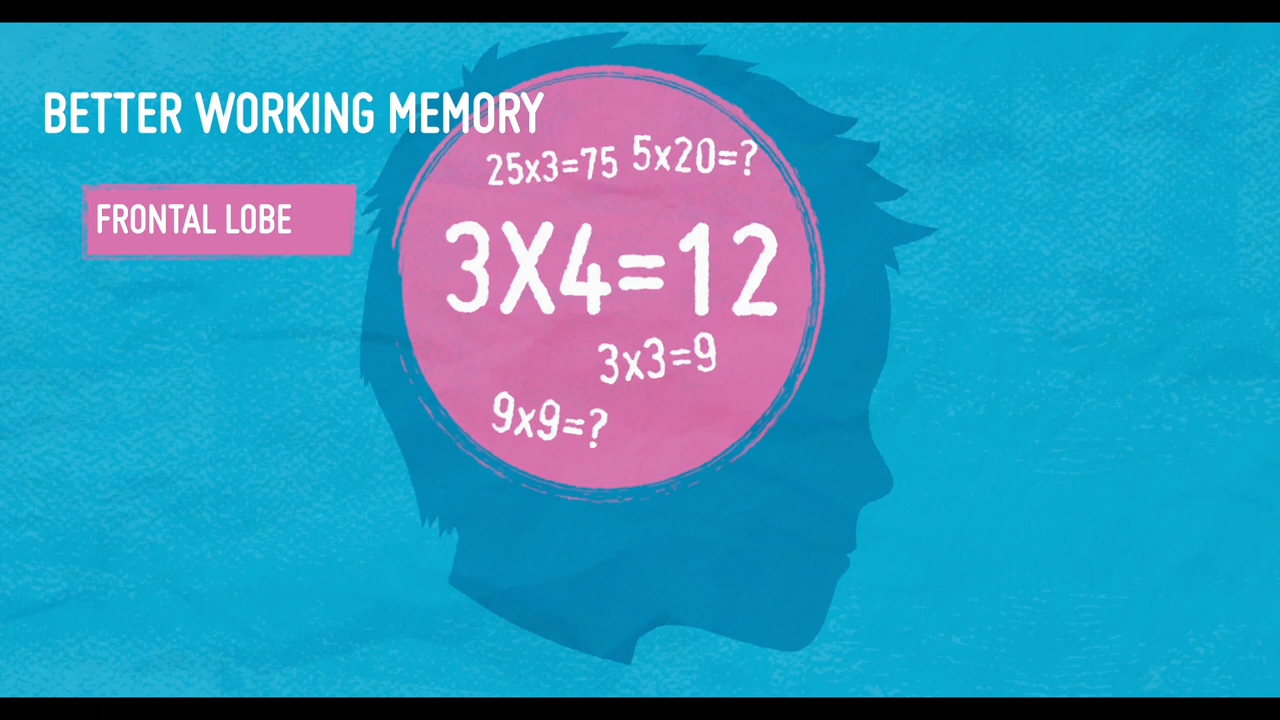 BETTER WORKING MEMORY
25x3=75 5x20=?
FRONTAL LOBE
3X4=12
3x3=9
9x9=?